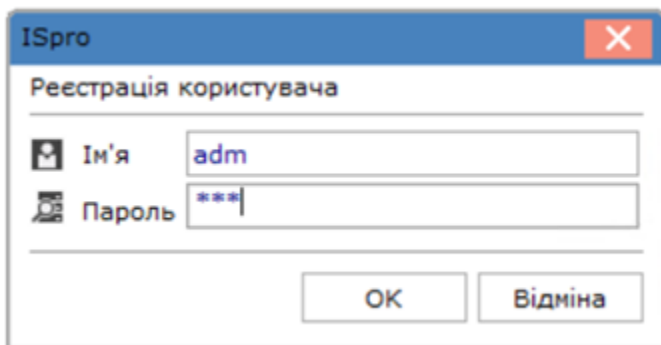 ISpro
Реєстрація користувача
Ім'я adm
Пароль ***
OK Відміна